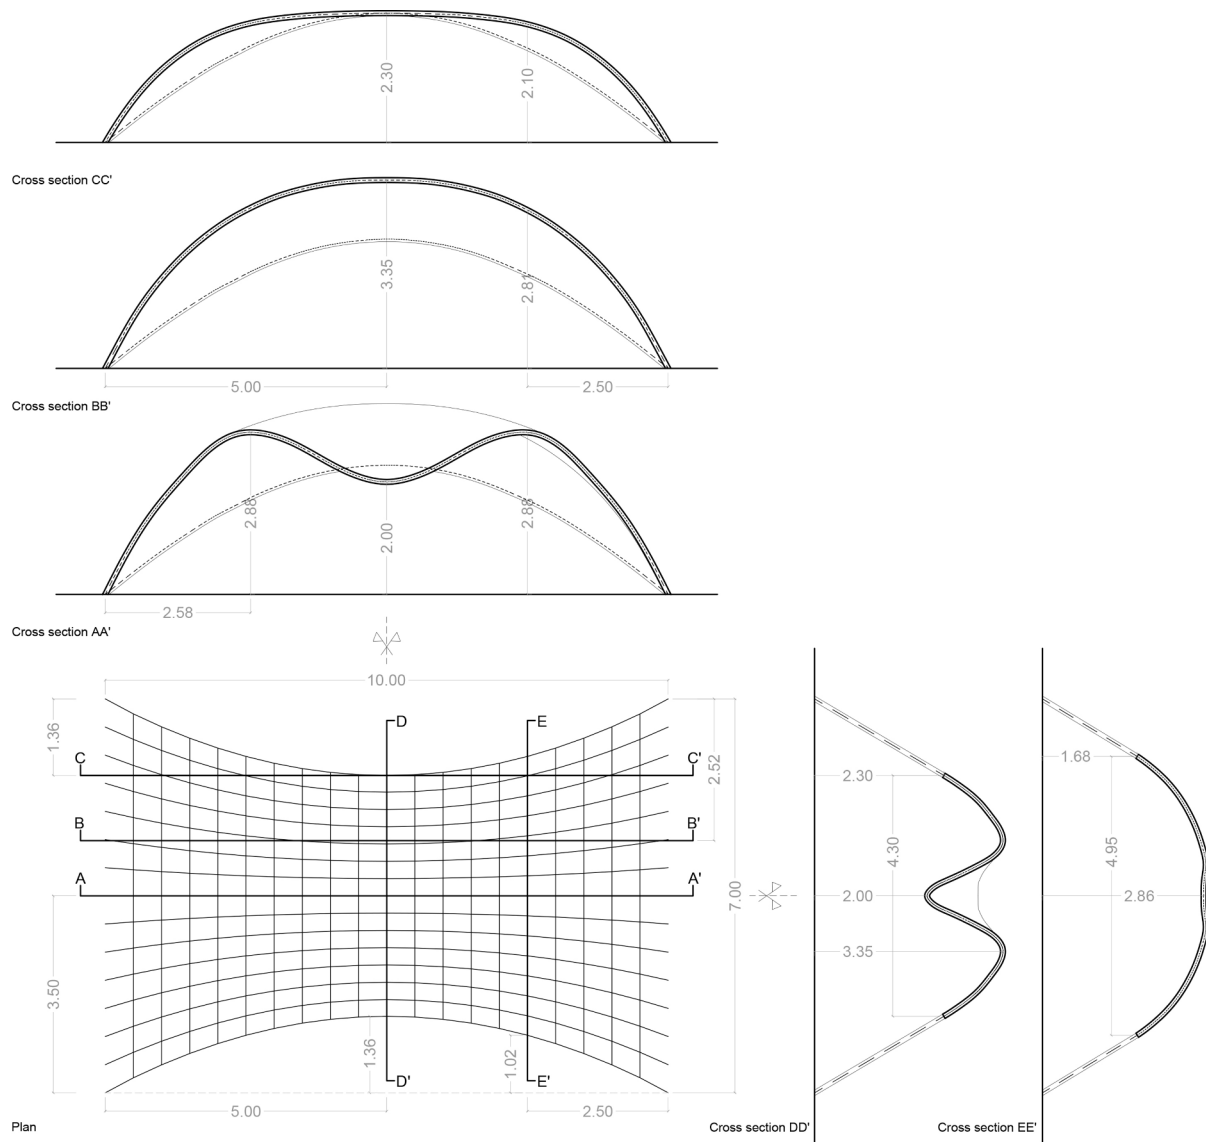 2.30
2.10
Cross section CC'
3.35
2.81
5.00
2.50
Cross section BB'
2.88
2.00
2.88
2.58
Cross section AA'
10.00
1.36
D
E
C
C'
2.52
B
B'
A
A'
7.00
3.50
1.36
1.02
D'
E'
5.00
2.50
Plan
2.30
4.30
2.00
3.35
Cross section DD'
1.68
4.95
2.86
Cross section EE'